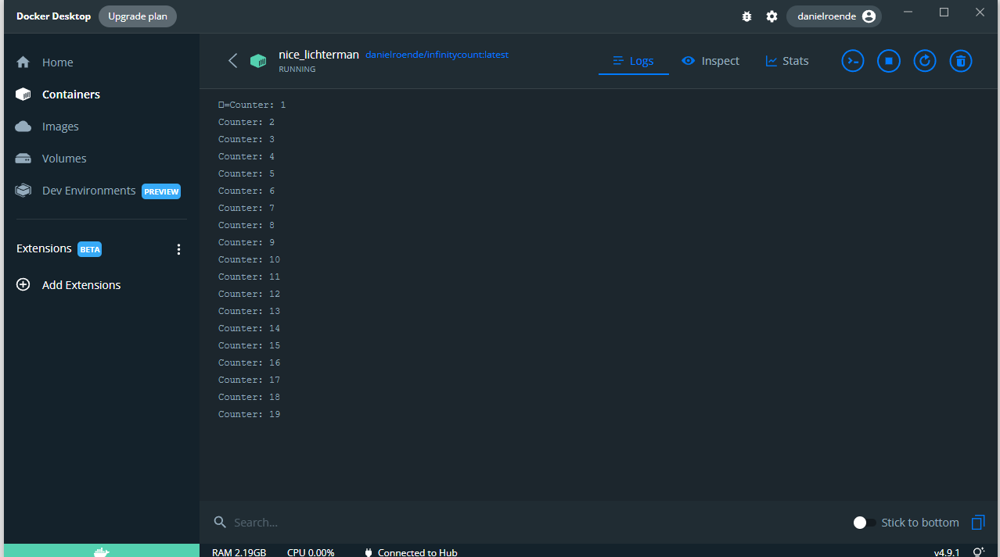 Docker Desktop Upgrade plan danielroende
Home
Containers
Images
Volumes
Dev Environments PREVIEW
Extensions BETA
Add Extensions
nice_lichterman danielroende/infinitycount:latest
RUNNING
Logs Inspect Stats
=Counter: 1
Counter: 2
Counter: 3
Counter: 4
Counter: 5
Counter: 6
Counter: 7
Counter: 8
Counter: 9
Counter: 10
Counter: 11
Counter: 12
Counter: 13
Counter: 14
Counter: 15
Counter: 16
Counter: 17
Counter: 18
Counter: 19
Search... Stick to bottom
RAM 2.19GB CPU 0.00% Connected to Hub v4.9.1